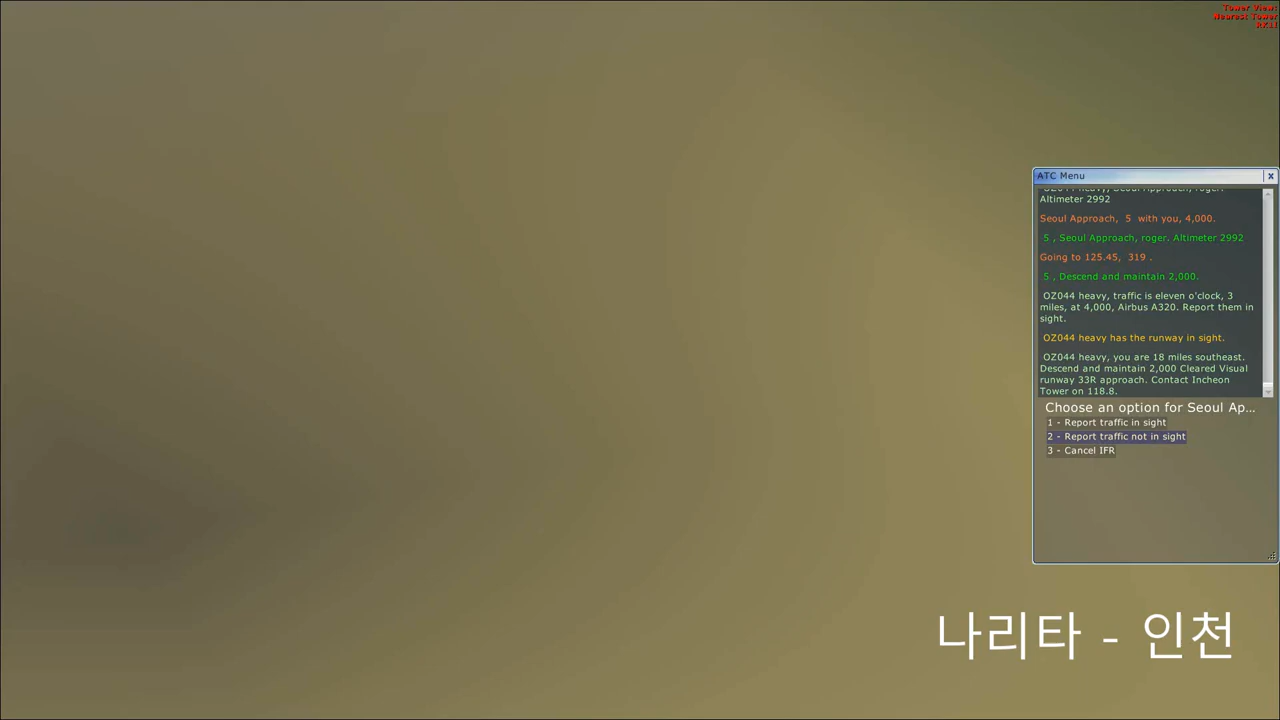 Tower View:
Nearest Tower
ATC Menu
OZ044 heavy, Seoul Approach, roger.
Altimeter 2992
Seoul Approach,  5  with you, 4,000.
5 , Seoul Approach, roger. Altimeter 2992
Going to 125.45,  319 .
5 , Descend and maintain 2,000.
OZ044 heavy, traffic is eleven o'clock, 3
miles, at 4,000, Airbus A320. Report them in
sight.
OZ044 heavy has the runway in sight.
OZ044 heavy, you are 18 miles southeast.
Descend and maintain 2,000 Cleared Visual
runway 33R approach. Contact Incheon
Tower on 118.8.
Choose an option for Seoul Ap...
1 - Report traffic in sight
2 - Report traffic not in sight
3 - Cancel IFR
나리타 - 인천